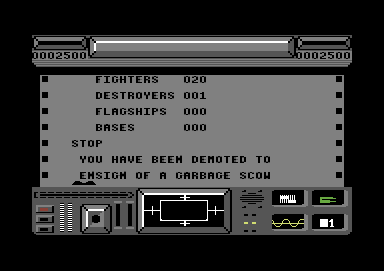 0002500 0002500
FIGHTERS 020
DESTROYERS 001
FLAGSHIPS 000
BASES 000
STOP
YOU HAVE BEEN DEMOTED TO
ENSIGN OF A GARBAGE SCOW
1